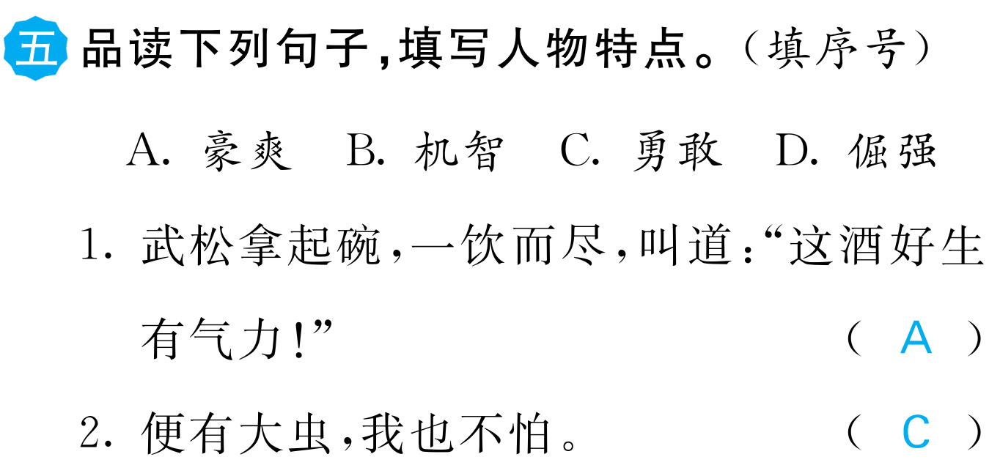 五 品读下列句子,填写人物特点。(填序号)
A. 豪爽 B. 机智 C. 勇敢 D. 倔强
1. 武松拿起碗,一饮而尽,叫道:“这酒好生
有气力!” ( A )
2. 便有大虫,我也不怕。 ( C )